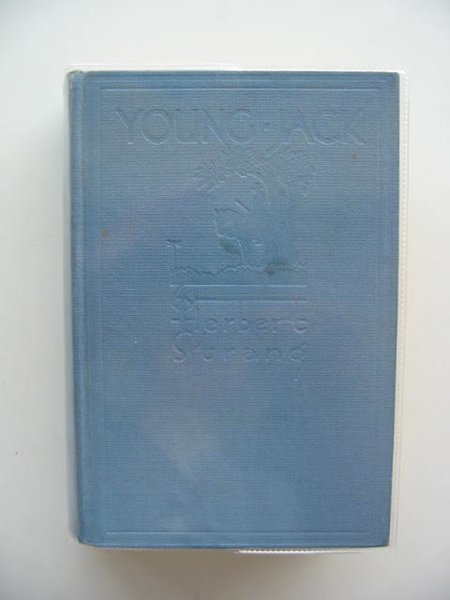 YOUNG · JACK
By
Herbert
Strang